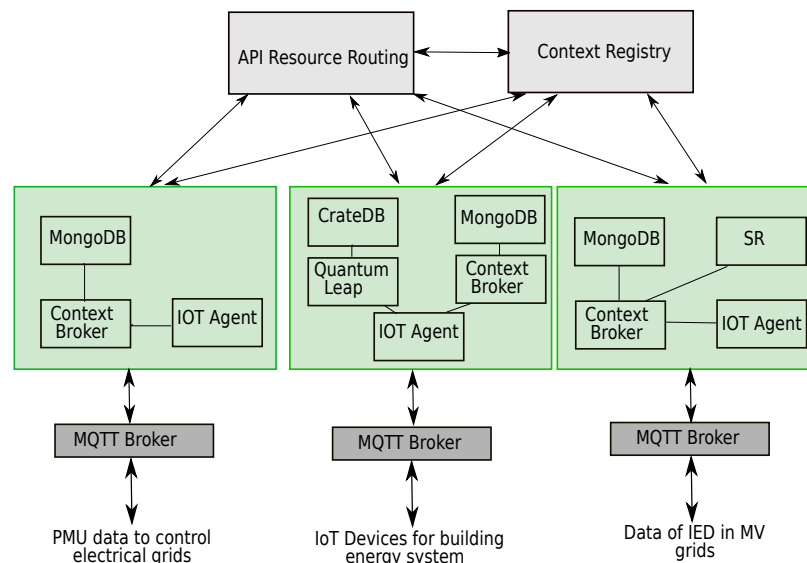 API Resource Routing
Context Registry
MongoDB
Context
Broker
IOT Agent
CrateDB
Quantum
Leap
MongoDB
Context
Broker
IOT Agent
MongoDB
SR
Context
Broker
IOT Agent
MQTT Broker
MQTT Broker
MQTT Broker
PMU data to control
electrical grids
IoT Devices for building
energy system
Data of IED in MV
grids